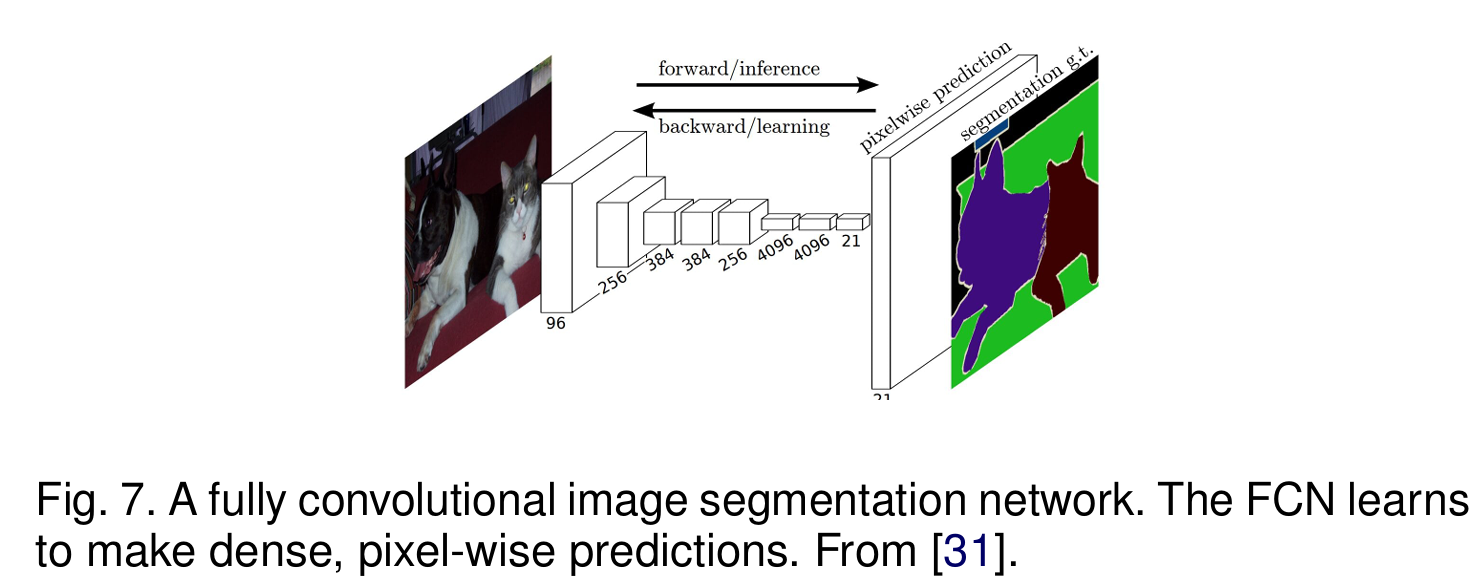 forward/inference
backward/learning
pixelwise prediction
segmentation g.t.
96
256
384
384
256
4096
4096
21
21
Fig. 7. A fully convolutional image segmentation network. The FCN learns
to make dense, pixel-wise predictions. From [31].